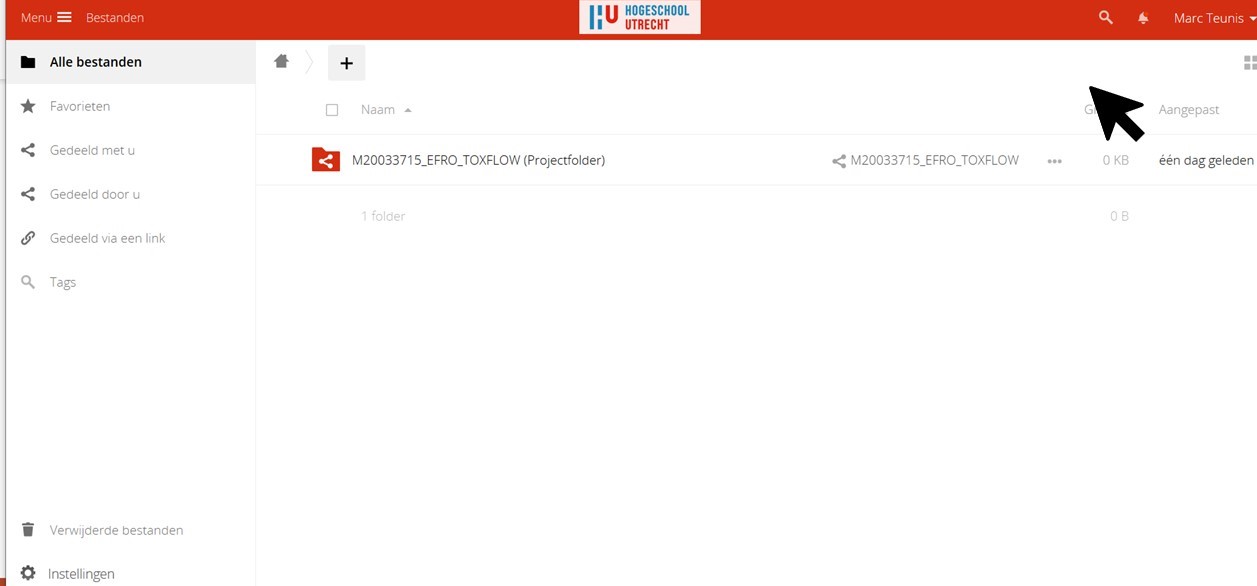 Menu Bestanden
HOGESCHOOL
UTRECHT
Marc Teunis
Alle bestanden
Favorieten
Gedeeld met u
Gedeeld door u
Gedeeld via een link
Tags
Verwijderde bestanden
Instellingen
Naam Aangepast
M20033715_EFRO_TOXFLOW (Projectfolder) M20033715_EFRO_TOXFLOW 0 KB één dag geleden
1 folder 0 B